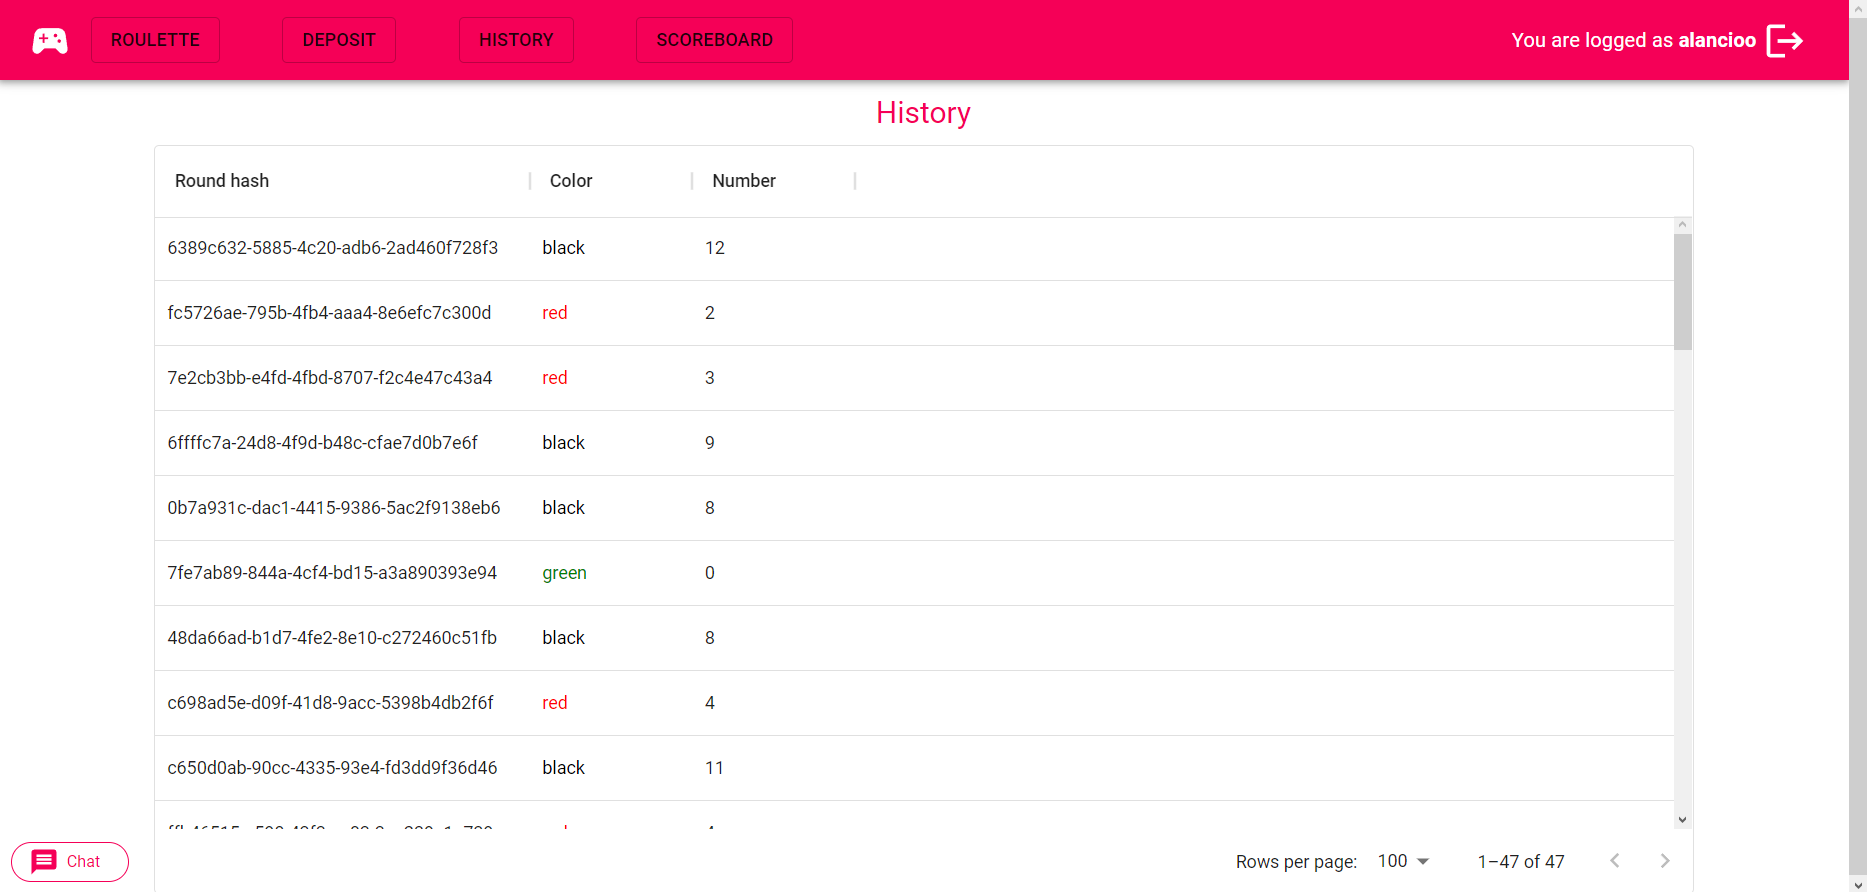 ROULETTE DEPOSIT HISTORY SCOREBOARD You are logged as alancioo
History
Round hash Color Number
6389c632-5885-4c20-adb6-2ad460f728f3 black 12
fc5726ae-795b-4fb4-aaa4-8e6efc7c300d red 2
7e2cb3bb-e4fd-4fbd-8707-f2c4e47c43a4 red 3
6ffffc7a-24d8-4f9d-b48c-cfae7d0b7e6f black 9
0b7a931c-dac1-4415-9386-5ac2f9138eb6 black 8
7fe7ab89-844a-4cf4-bd15-a3a890393e94 green 0
48da66ad-b1d7-4fe2-8e10-c272460c51fb black 8
c698ad5e-d09f-41d8-9acc-5398b4db2f6f red 4
c650d0ab-90cc-4335-93e4-fd3dd9f36d46 black 11
Chat Rows per page: 100 1–47 of 47